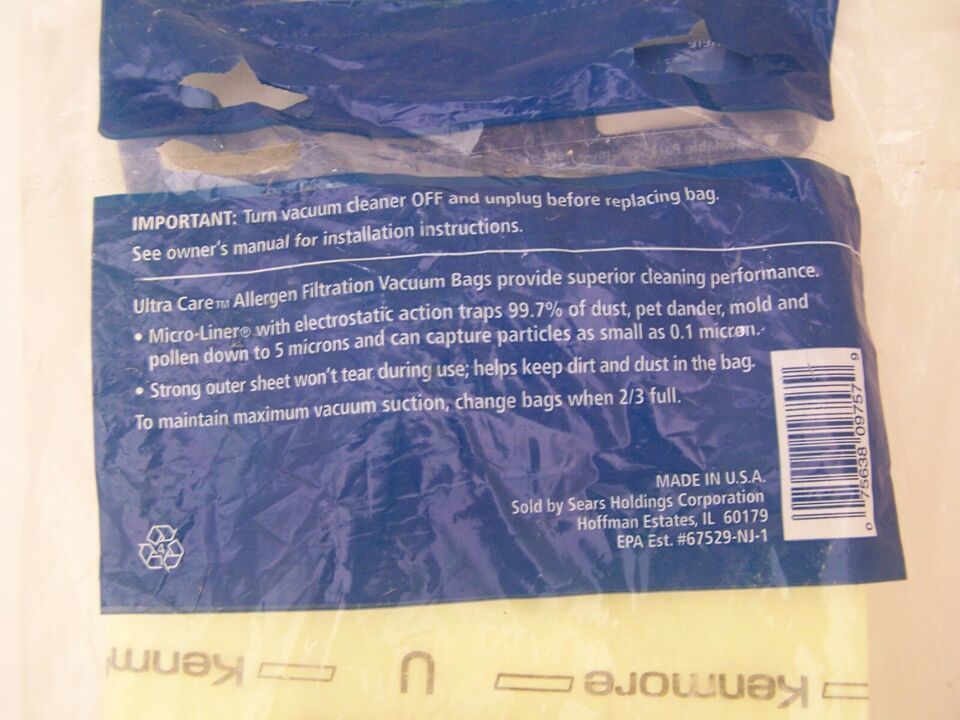 IMPORTANT: Turn vacuum cleaner OFF and unplug before replacing bag.
See owner's manual for installation instructions.
Ultra Care™ Allergen Filtration Vacuum Bags provide superior cleaning performance.
• Micro-Liner® with electrostatic action traps 99.7% of dust, pet dander, mold and
pollen down to 5 microns and can capture particles as small as 0.1 micron.
• Strong outer sheet won't tear during use; helps keep dirt and dust in the bag.
To maintain maximum vacuum suction, change bags when 2/3 full.
MADE IN U.S.A.
Sold by Sears Holdings Corporation
Hoffman Estates, IL 60179
EPA Est. #67529-NJ-1
0 75638 09757 9
4
Kenm U Kenmore